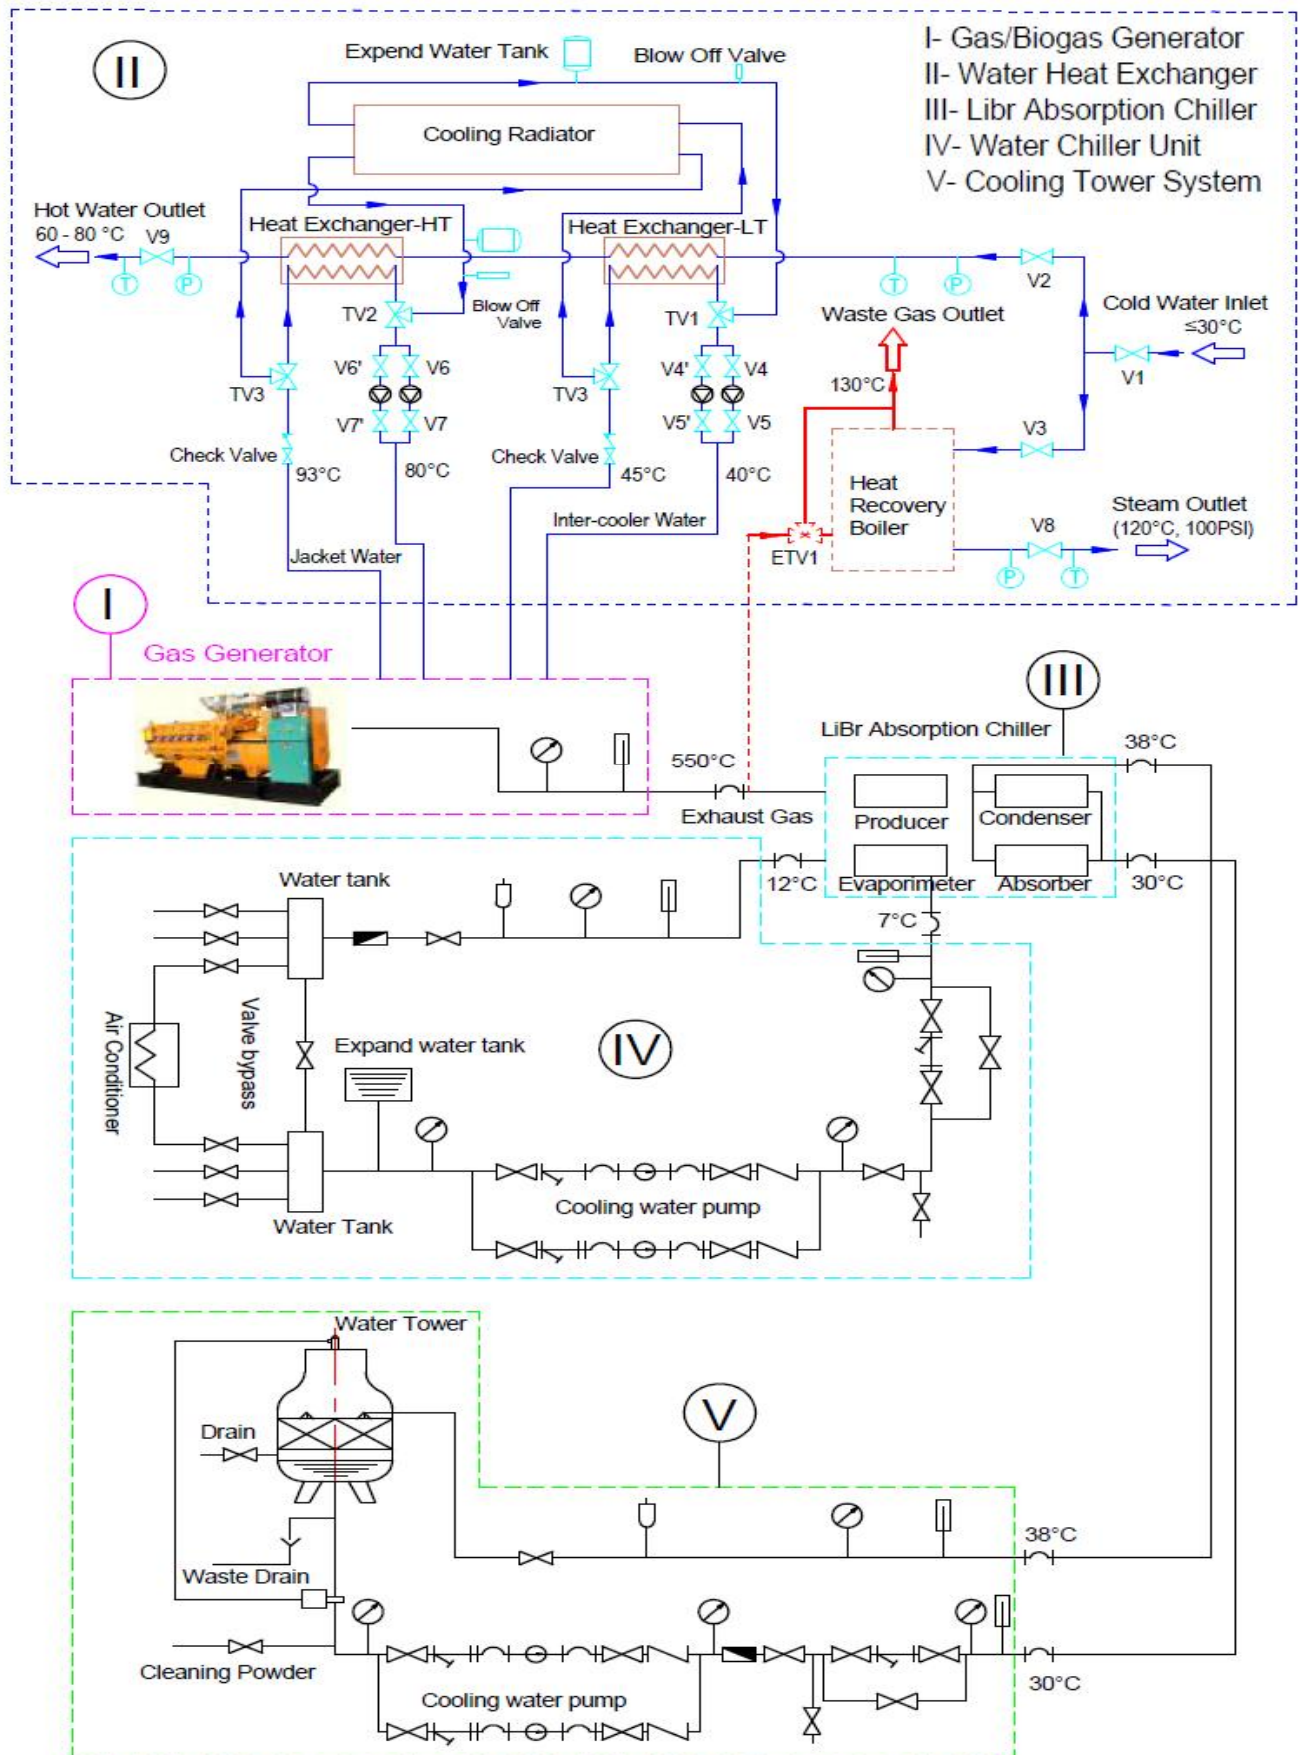 II
Expend Water Tank
Blow Off Valve
I- Gas/Biogas Generator
II- Water Heat Exchanger
III- Libr Absorption Chiller
IV- Water Chiller Unit
V- Cooling Tower System
Cooling Radiator
Hot Water Outlet
60 - 80 °C
V9
Heat Exchanger-HT
Heat Exchanger-LT
T
P
T
P
V2
Cold Water Inlet
≤30°C
V1
TV2
Blow Off
Valve
TV1
Waste Gas Outlet
130°C
TV3
V6'
V6
TV3
V4'
V4
V7'
V7
V5'
V5
V3
Check Valve
93°C
80°C
Check Valve
45°C
40°C
Heat
Recovery
Boiler
Inter-cooler Water
Jacket Water
ETV1
V8
Steam Outlet
(120°C, 100PSI)
P
T
I
Gas Generator
III
LiBr Absorption Chiller
38°C
550°C
Exhaust Gas
Producer
Condenser
12°C
Evaporimeter
Absorber
30°C
7°C
Water tank
Air Conditioner
Valve bypass
Expand water tank
IV
Cooling water pump
Water Tank
Water Tower
V
Drain
38°C
Waste Drain
Cleaning Powder
30°C
Cooling water pump